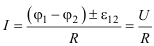 I = ((φ₁ − φ₂) ± ε₁₂) / R = U / R